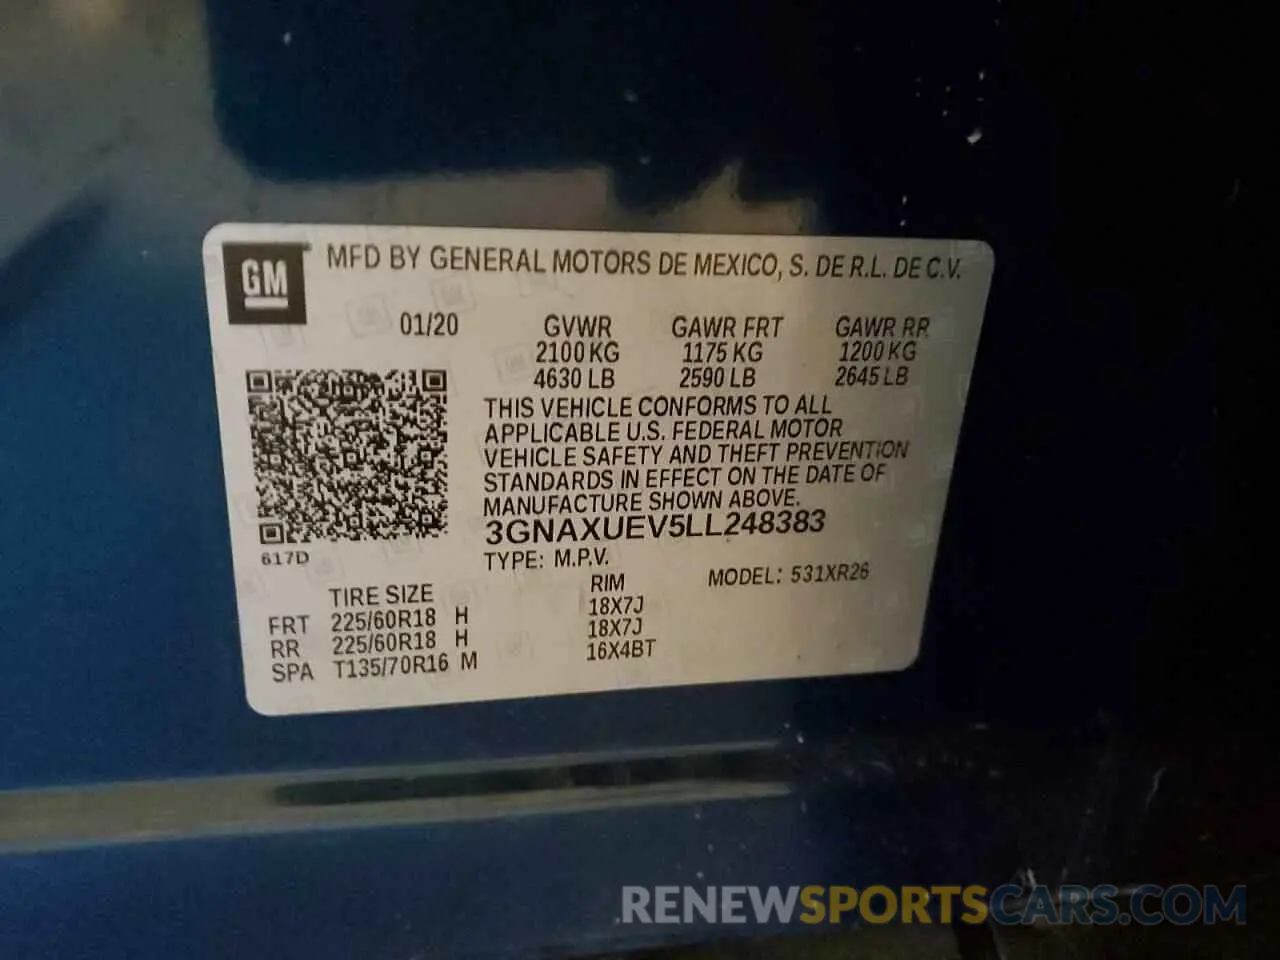 GM
MFD BY GENERAL MOTORS DE MEXICO, S. DE R.L. DE C.V.
01/20 GVWR GAWR FRT GAWR RR
2100 KG 1175 KG 1200 KG
4630 LB 2590 LB 2645 LB
THIS VEHICLE CONFORMS TO ALL
APPLICABLE U.S. FEDERAL MOTOR
VEHICLE SAFETY AND THEFT PREVENTION
STANDARDS IN EFFECT ON THE DATE OF
MANUFACTURE SHOWN ABOVE.
3GNAXUEV5LL248383
617D
TYPE: M.P.V.
MODEL: 531XR26
TIRE SIZE RIM
FRT 225/60R18 H 18X7J
RR 225/60R18 H 18X7J
SPA T135/70R16 M 16X4BT
RENEWSPORTSCARS.COM